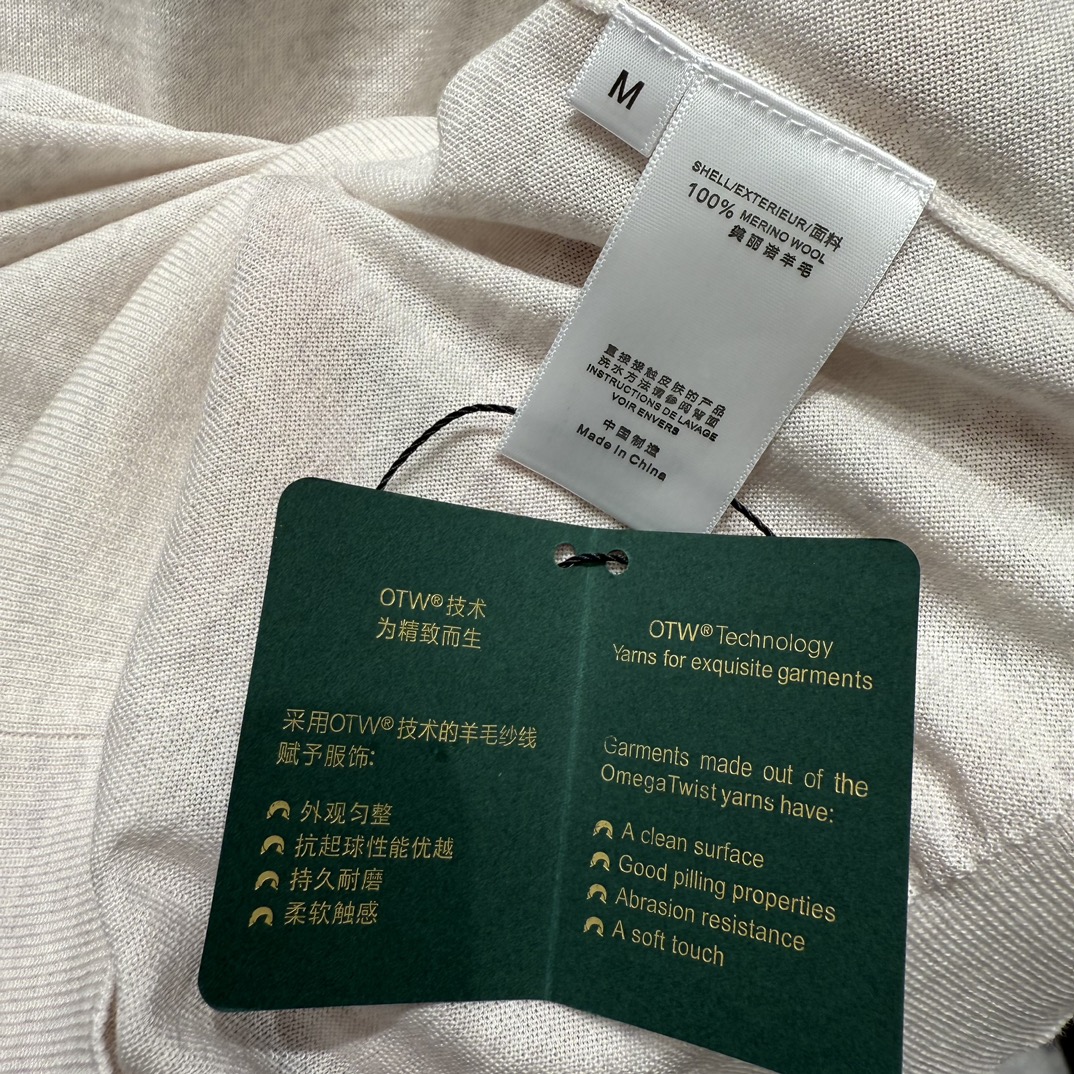 M
SHELL/EXTERIEUR/面料
100% MERINO WOOL
美丽诺羊毛
直接接触皮肤的产品
洗水方法请参阅背面
INSTRUCTIONS DE LAVAGE
VOIR ENVERS
中国制造
Made in China
OTW®技术
为精致而生
采用OTW®技术的羊毛纱线
赋予服饰:
外观匀整
抗起球性能优越
持久耐磨
柔软触感
OTW® Technology
Yarns for exquisite garments
Garments made out of the
OmegaTwist yarns have:
A clean surface
Good pilling properties
Abrasion resistance
A soft touch